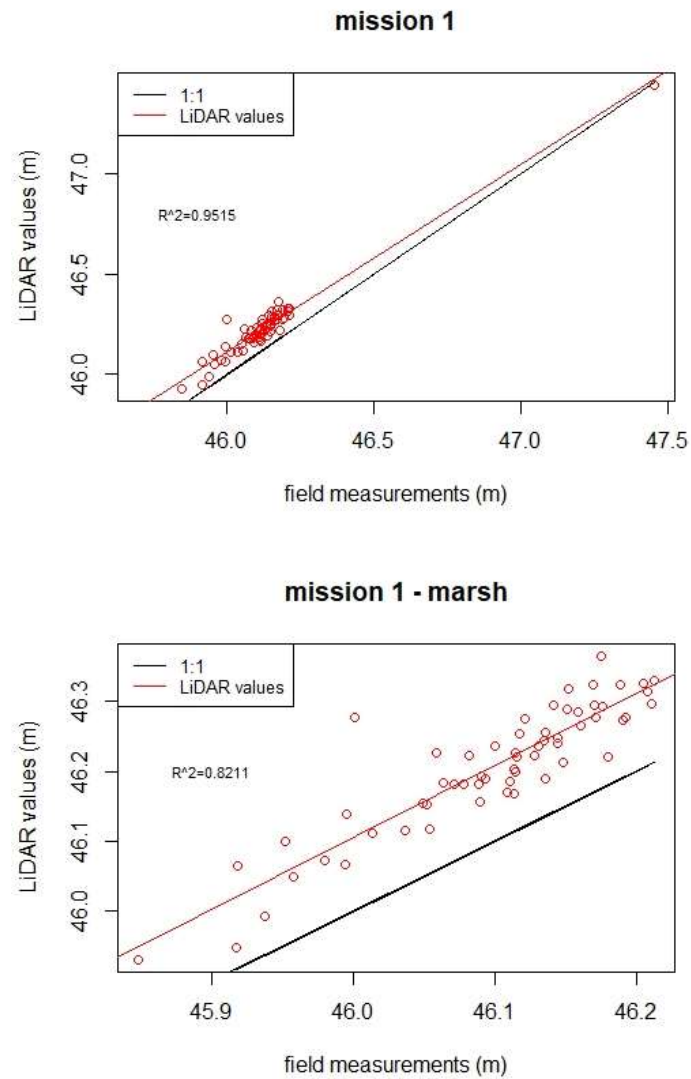 mission 1
1:1
LiDAR values
R^2=0.9515
LiDAR values (m)
47.0
46.5
46.0
46.0 46.5 47.0 47.5
field measurements (m)
mission 1 - marsh
1:1
LiDAR values
R^2=0.8211
LiDAR values (m)
46.3
46.2
46.1
46.0
45.9 46.0 46.1 46.2
field measurements (m)